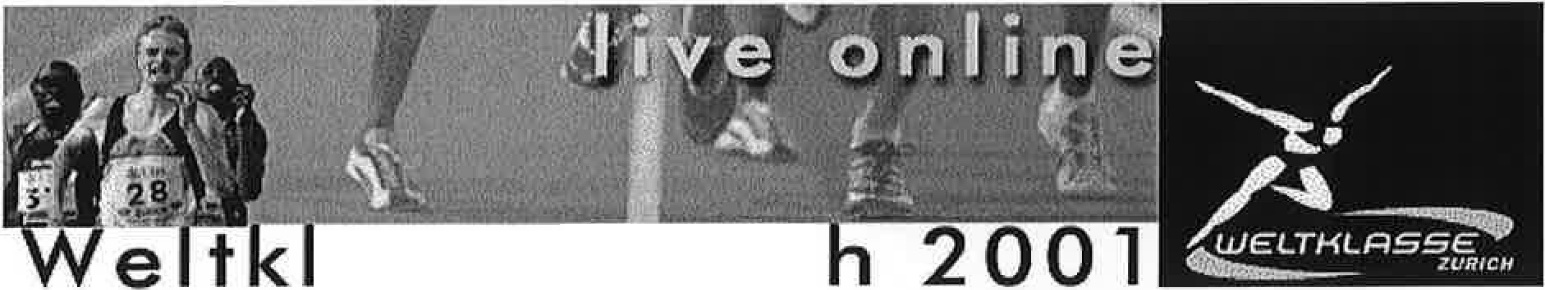 live online
28
Weltkl h 2001
WELTKLASSE
ZURICH